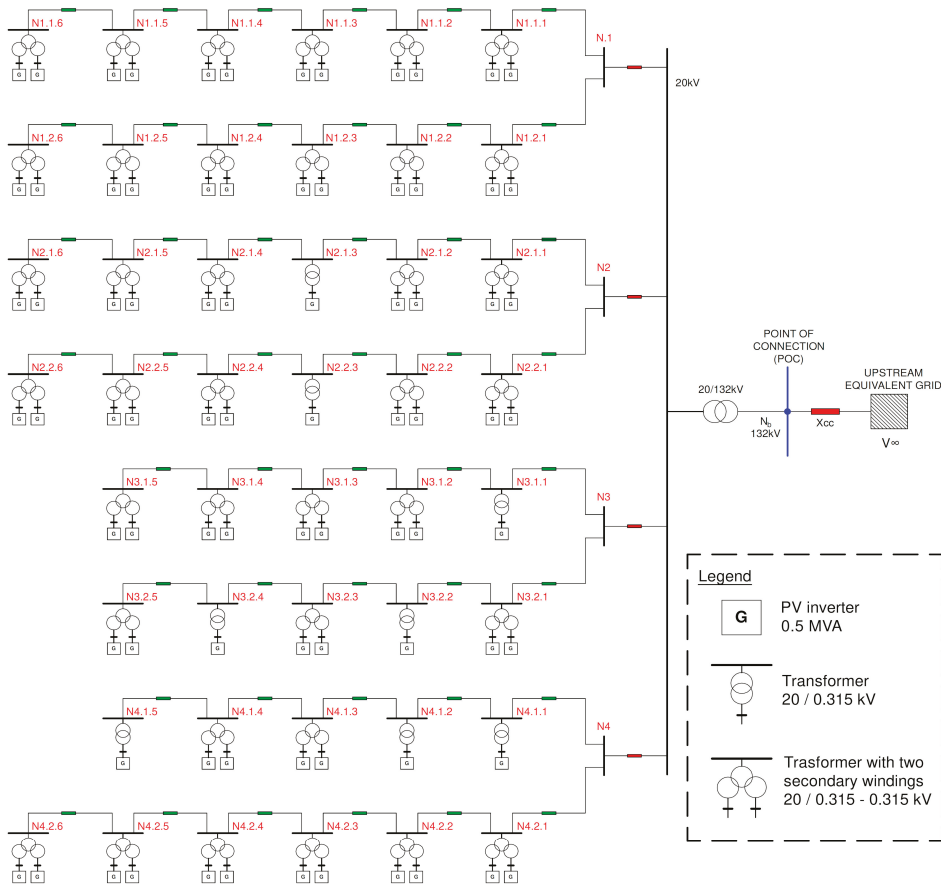 N1.1.6 N1.1.5 N1.1.4 N1.1.3 N1.1.2 N1.1.1
G G G G G G G G G G G G
N.1
20kV
N1.2.6 N1.2.5 N1.2.4 N1.2.3 N1.2.2 N1.2.1
G G G G G G G G G G G G
N2.1.6 N2.1.5 N2.1.4 N2.1.3 N2.1.2 N2.1.1
G G G G G G G G G G G
N2
N2.2.6 N2.2.5 N2.2.4 N2.2.3 N2.2.2 N2.2.1
G G G G G G G G G G G
20/132kV
POINT OF
CONNECTION
(POC)
N₀
132kV
Xcc
UPSTREAM
EQUIVALENT GRID
V∞
N3.1.5 N3.1.4 N3.1.3 N3.1.2 N3.1.1
G G G G G G G G G
N3
N3.2.5 N3.2.4 N3.2.3 N3.2.2 N3.2.1
G G G G G G G G
N4.1.5 N4.1.4 N4.1.3 N4.1.2 N4.1.1
G G G G G G G
N4
N4.2.6 N4.2.5 N4.2.4 N4.2.3 N4.2.2 N4.2.1
G G G G G G G G G G G G
Legend
G
PV inverter
0.5 MVA
Transformer
20 / 0.315 kV
Trasformer with two
secondary windings
20 / 0.315 - 0.315 kV